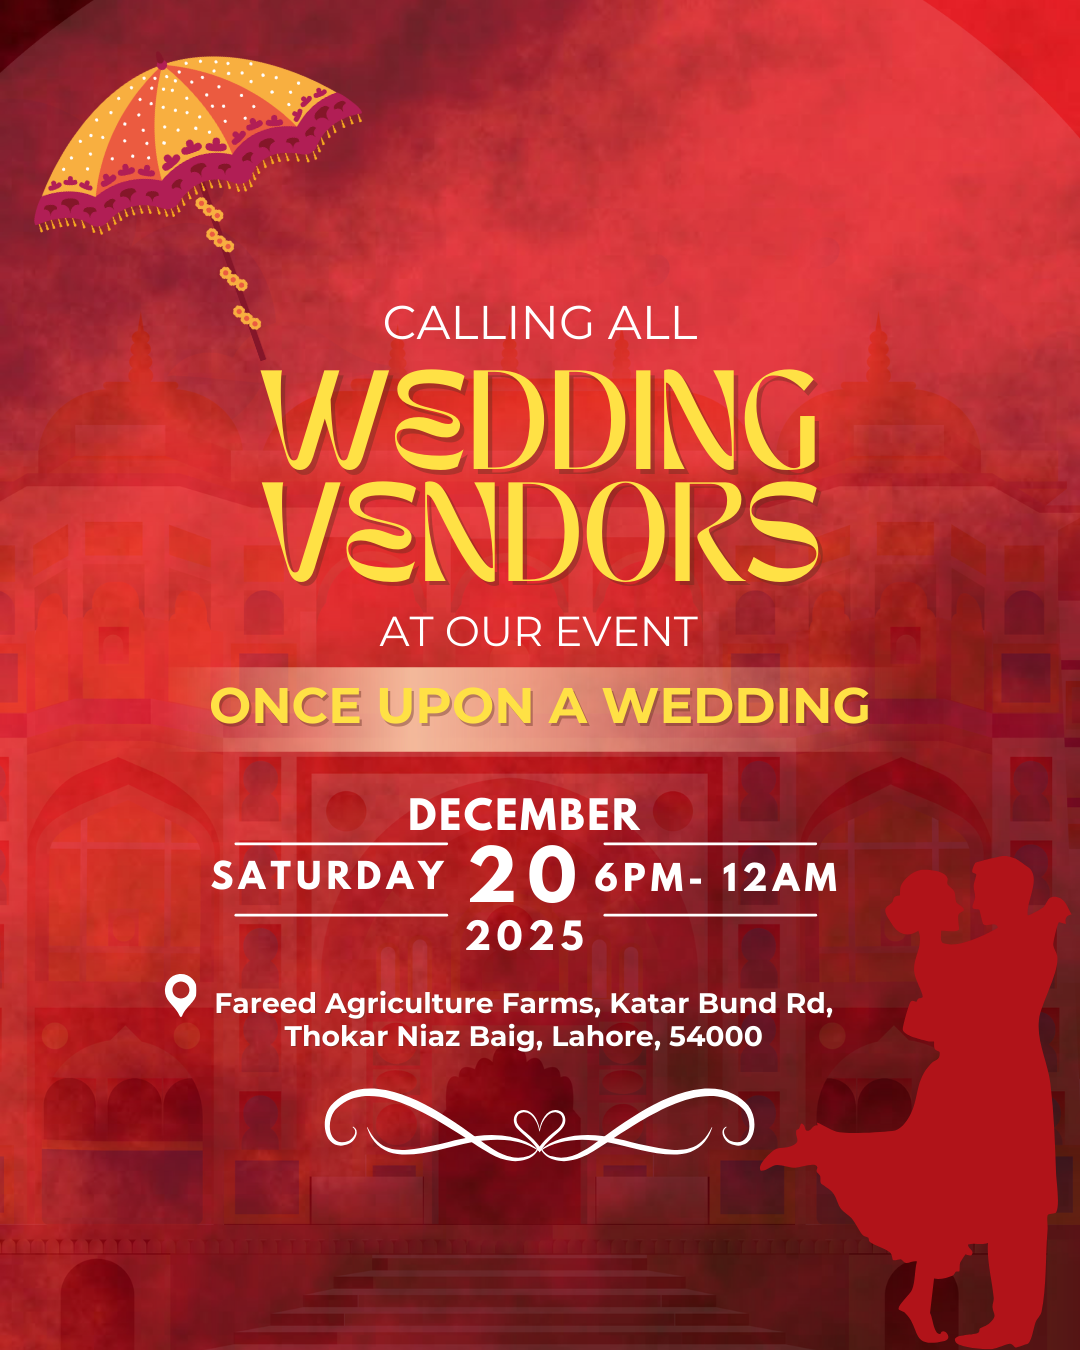 CALLING ALL
WEDDING
VENDORS
AT OUR EVENT
ONCE UPON A WEDDING
DECEMBER
SATURDAY 20 6PM- 12AM
2025
Fareed Agriculture Farms, Katar Bund Rd,
Thokar Niaz Baig, Lahore, 54000